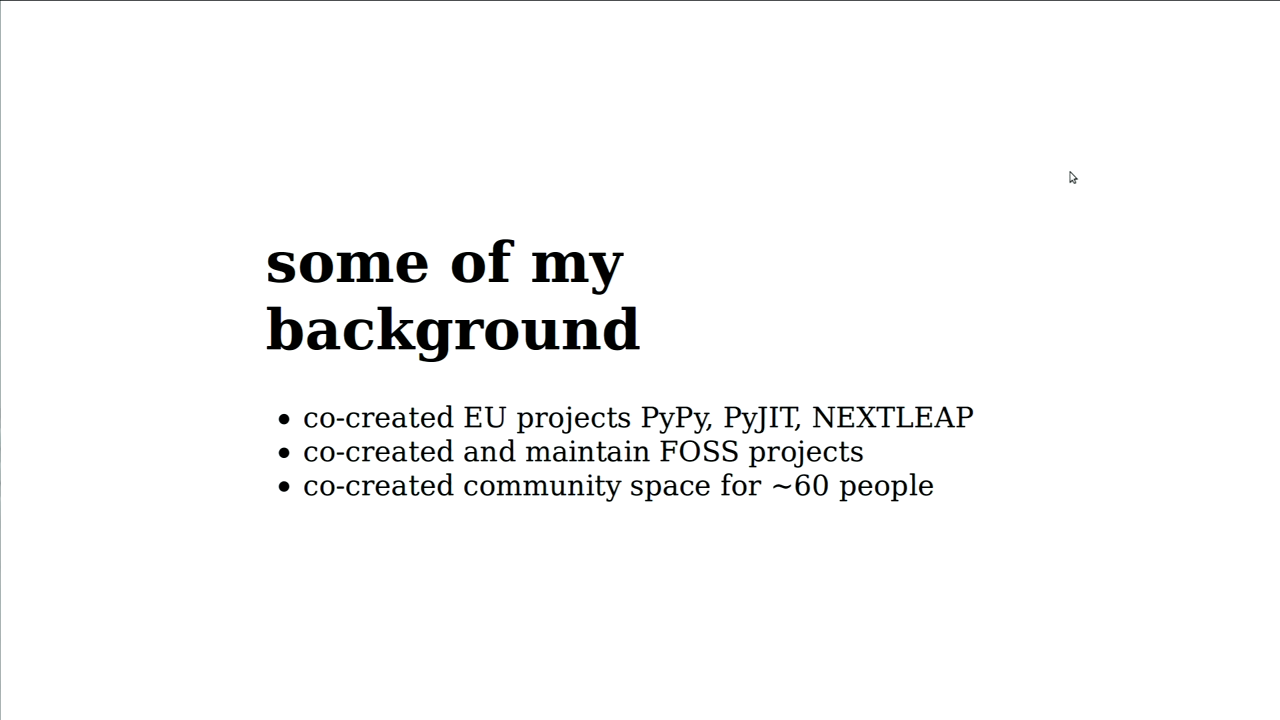 some of my
background
• co-created EU projects PyPy, PyJIT, NEXTLEAP
• co-created and maintain FOSS projects
• co-created community space for ~60 people